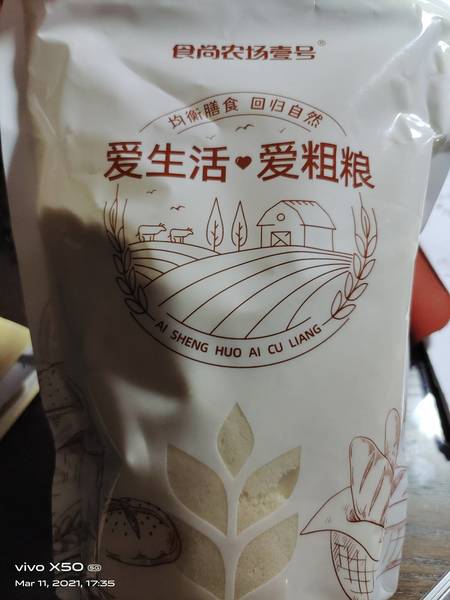 食尚农场壹号®
均衡膳食 回归自然
爱生活❤爱粗粮
AI SHENG HUO AI CU LIANG
vivo X50 5G
Mar 11, 2021, 17:35